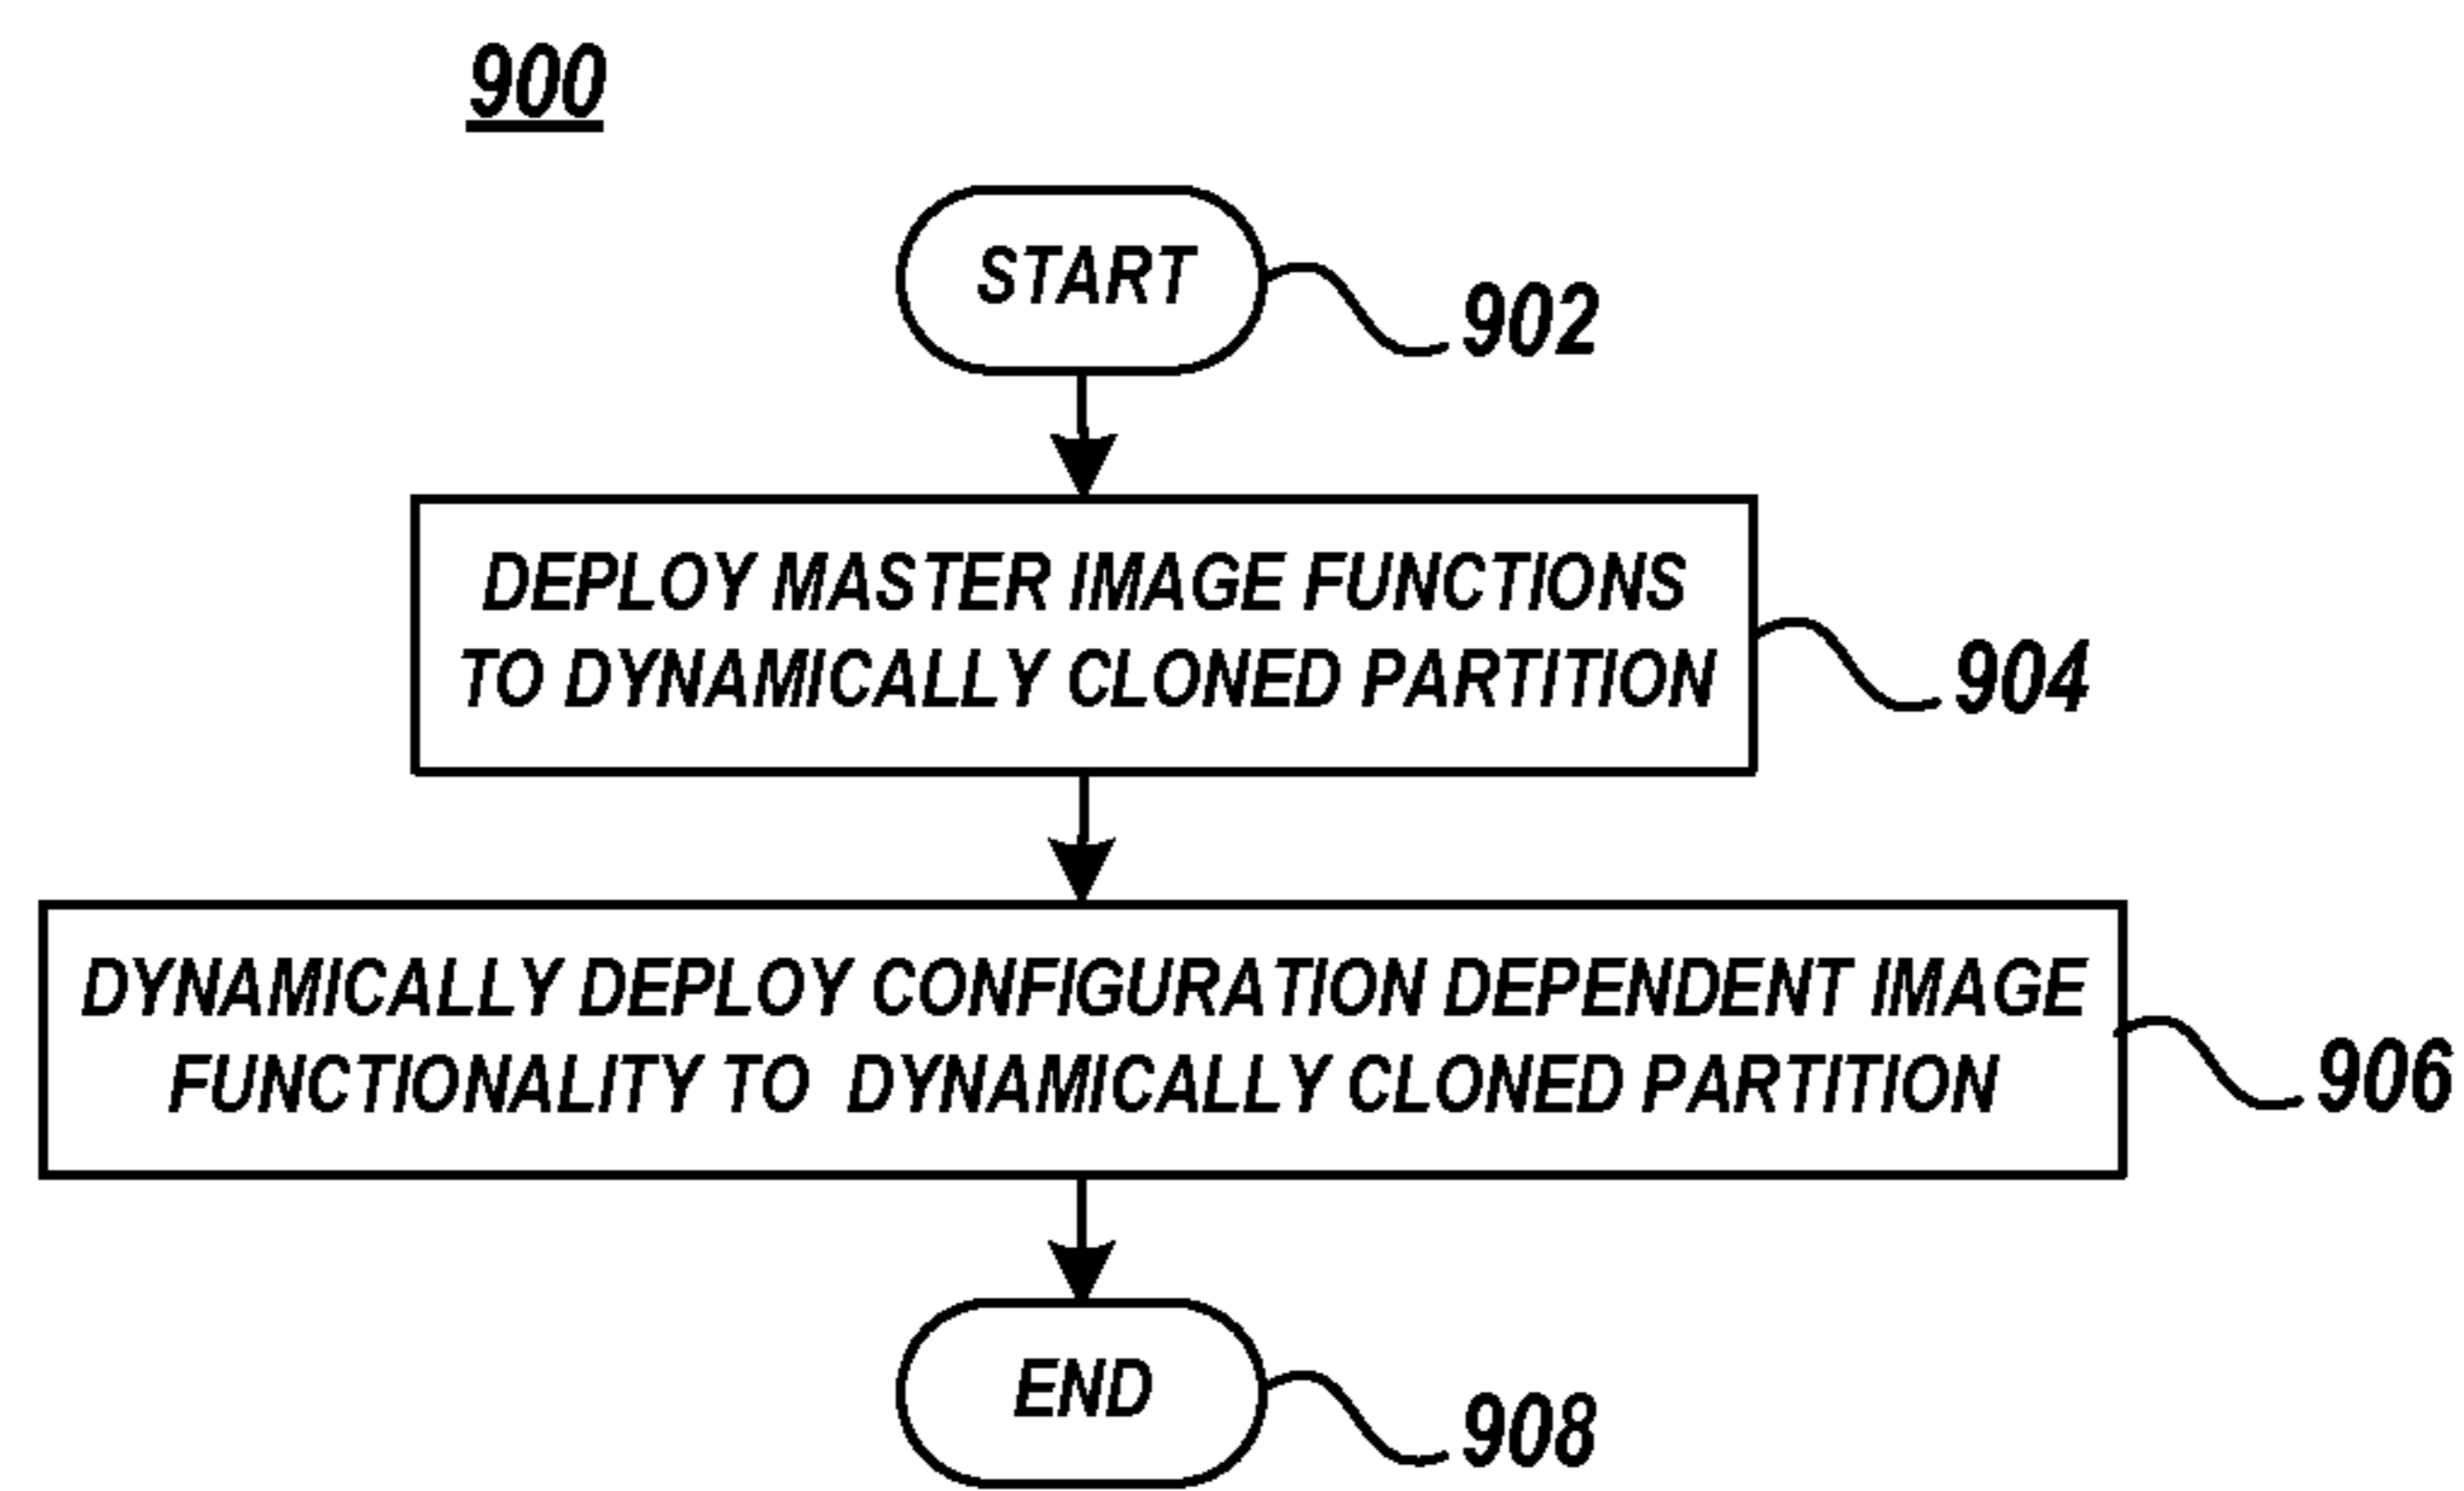 900
START
902
DEPLOY MASTER IMAGE FUNCTIONS
TO DYNAMICALLY CLONED PARTITION
904
DYNAMICALLY DEPLOY CONFIGURATION DEPENDENT IMAGE
FUNCTIONALITY TO DYNAMICALLY CLONED PARTITION
906
END
908